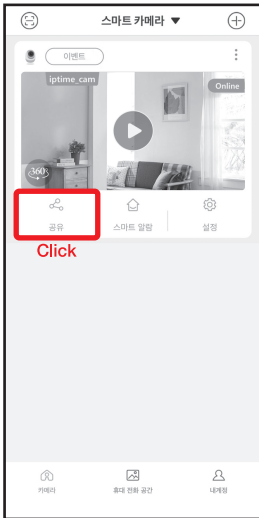 스마트 카메라 ▼
이벤트
iptime_cam
Online
360°
공유
스마트 알람
설정
Click
카메라
휴대 전화 공간
내계정